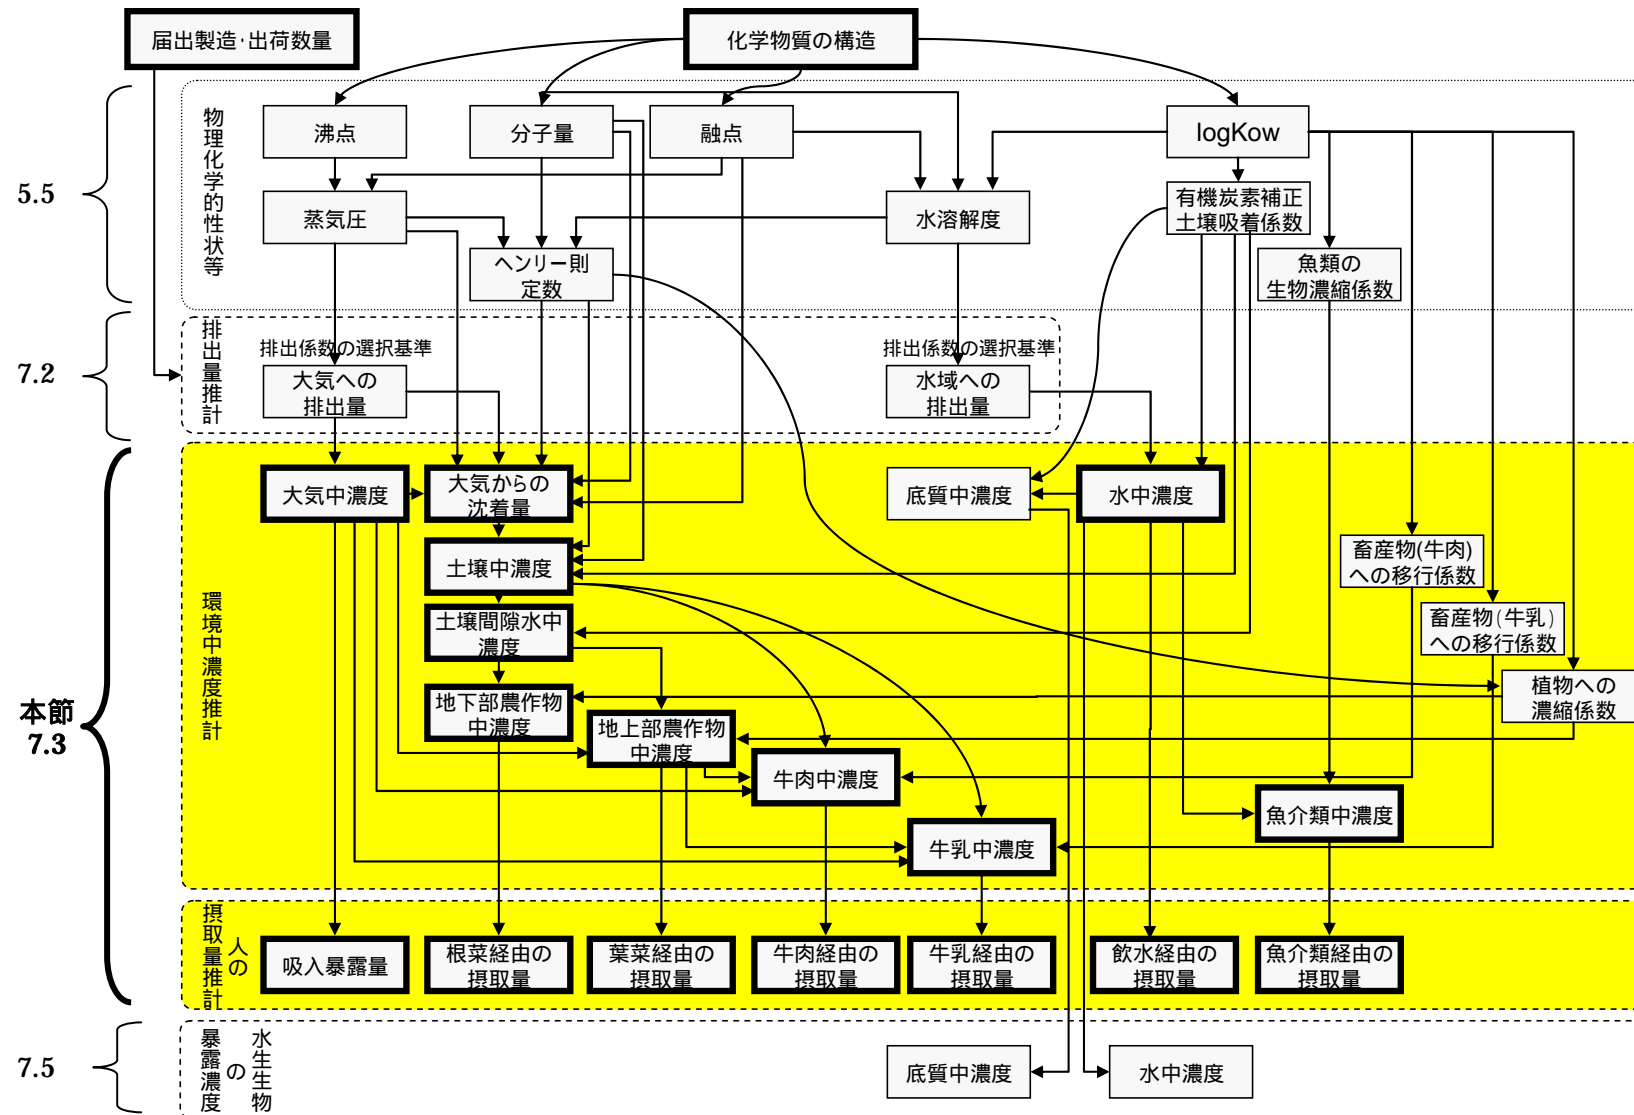 届出製造･出荷数量
化学物質の構造
5.5
物理化学的性状等
沸点
分子量
融点
logKow
蒸気圧
水溶解度
有機炭素補正
土壌吸着係数
ヘンリー則
定数
魚類の
生物濃縮係数
7.2
排出量推計
排出係数の選択基準
大気への
排出量
排出係数の選択基準
水域への
排出量
本節
7.3
環境中濃度推計
大気中濃度
大気からの
沈着量
底質中濃度
水中濃度
土壌中濃度
畜産物(牛肉)
への移行係数
土壌間隙水中
濃度
畜産物(牛乳)
への移行係数
地下部農作物
中濃度
植物への
濃縮係数
地上部農作物
中濃度
牛肉中濃度
魚介類中濃度
牛乳中濃度
人の
摂取量推計
吸入暴露量
根菜経由の
摂取量
葉菜経由の
摂取量
牛肉経由の
摂取量
牛乳経由の
摂取量
飲水経由の
摂取量
魚介類経由の
摂取量
7.5
水生生物
の
暴露濃度
底質中濃度
水中濃度